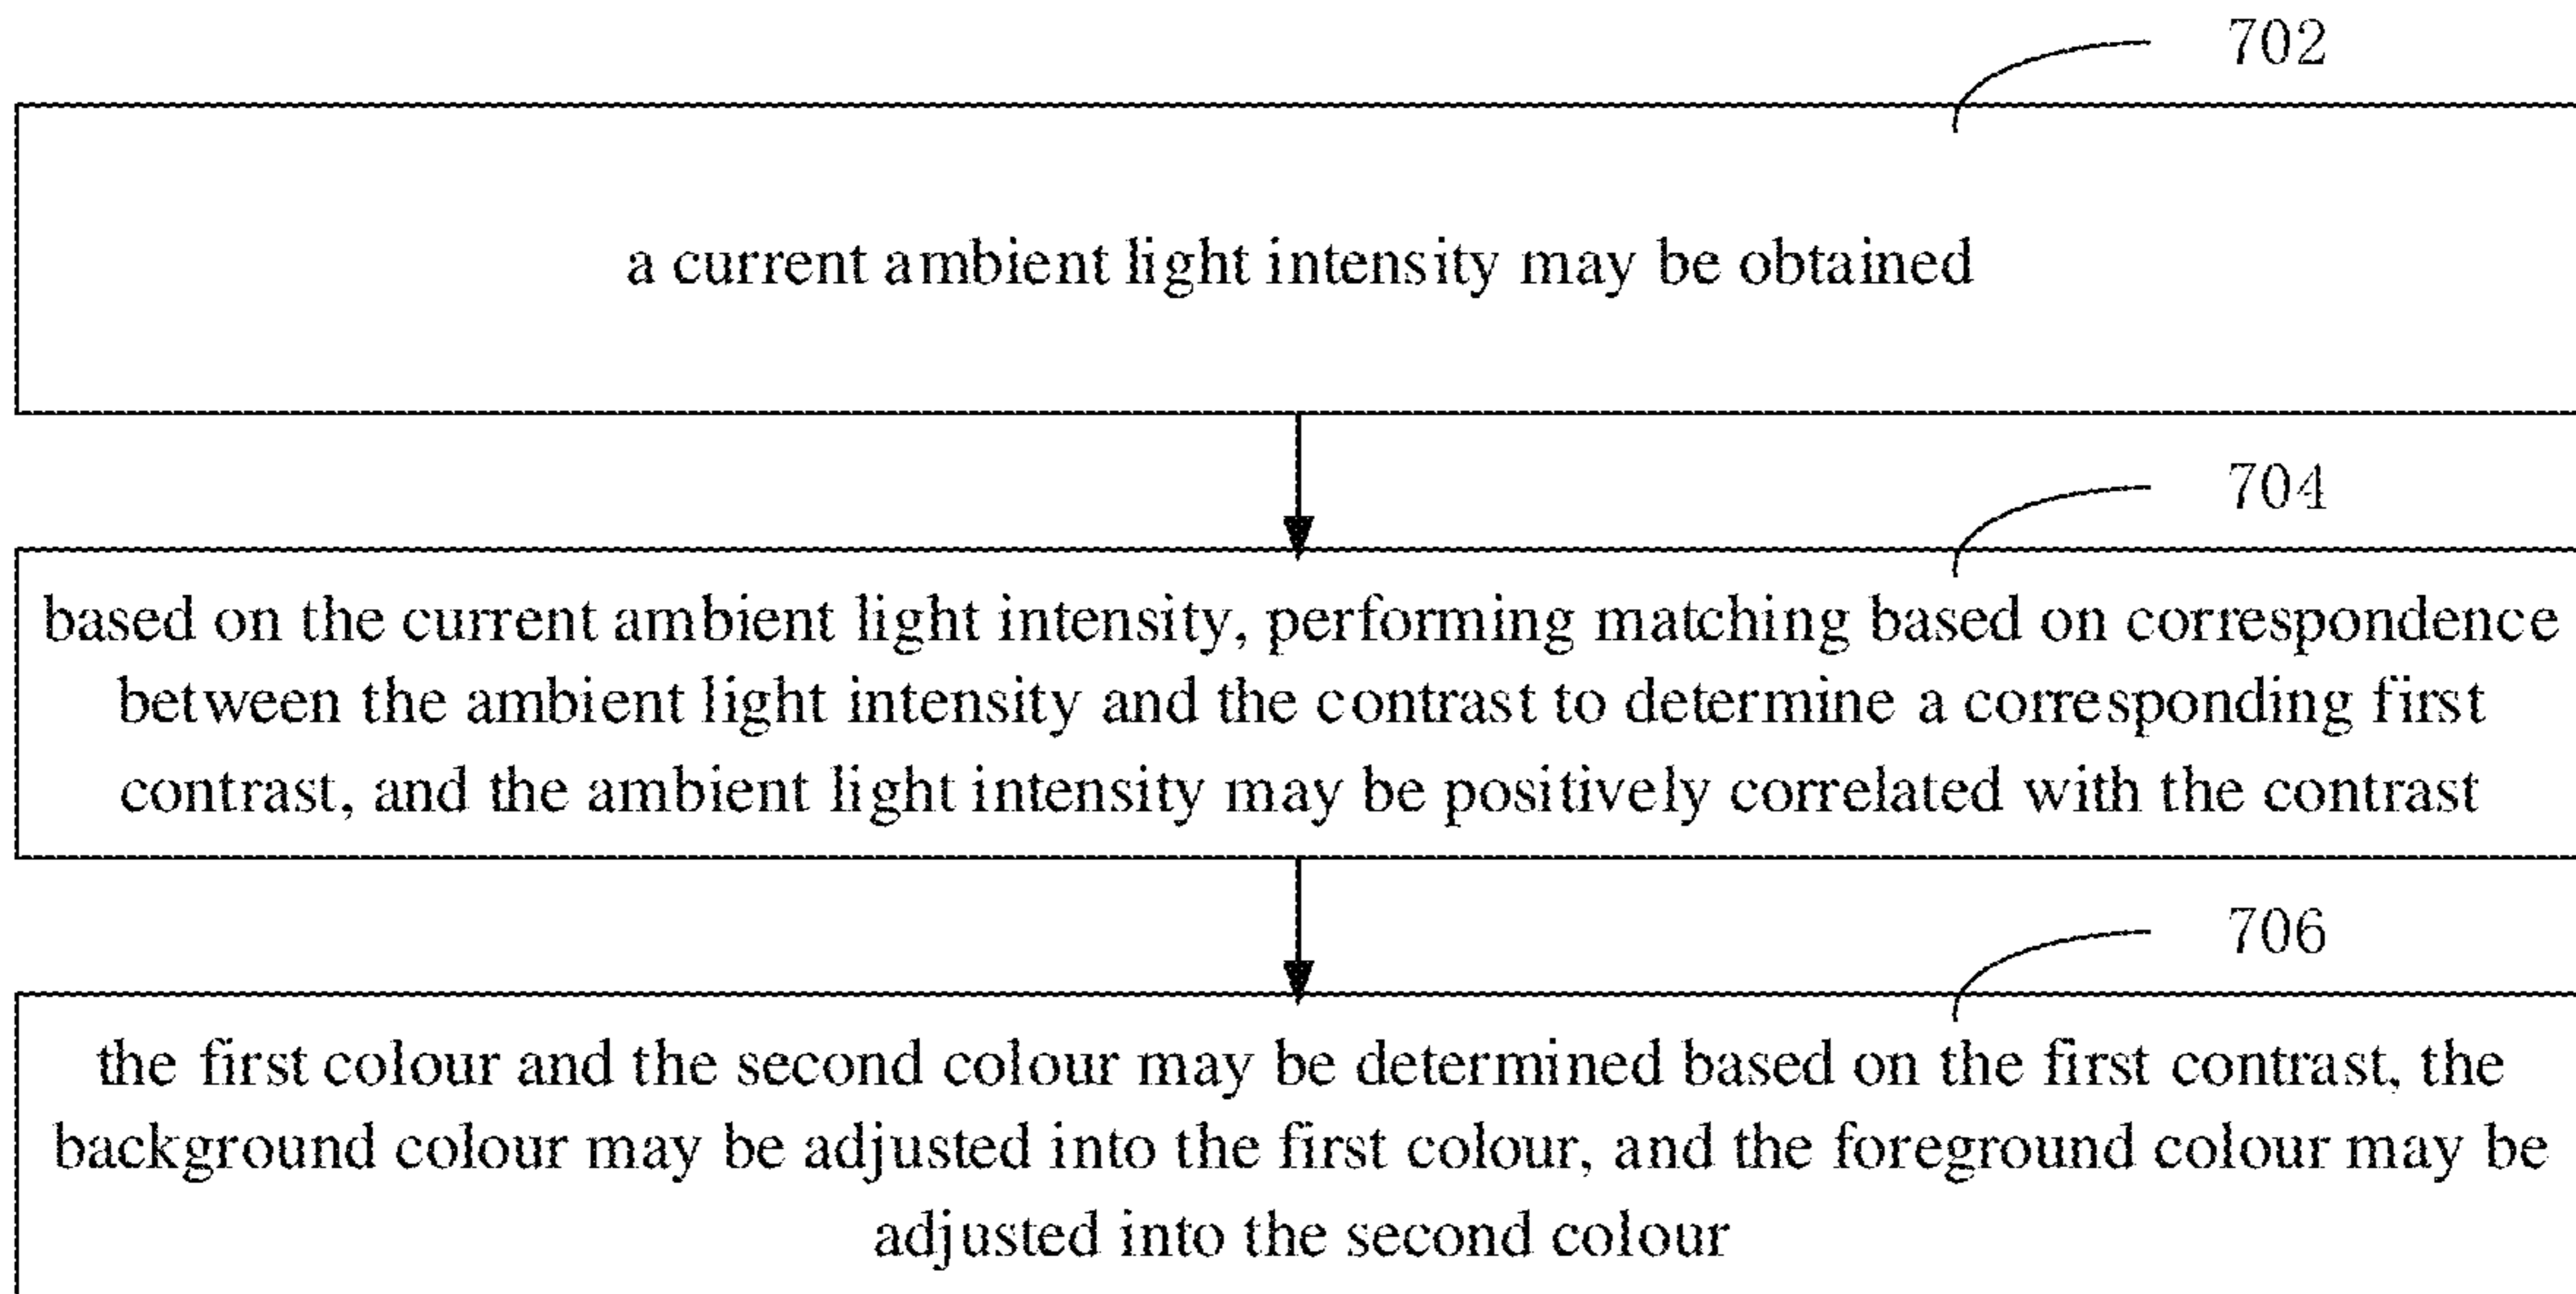 702
a current ambient light intensity may be obtained
704
based on the current ambient light intensity, performing matching based on correspondence
between the ambient light intensity and the contrast to determine a corresponding first
contrast, and the ambient light intensity may be positively correlated with the contrast
706
the first colour and the second colour may be determined based on the first contrast, the
background colour may be adjusted into the first colour, and the foreground colour may be
adjusted into the second colour